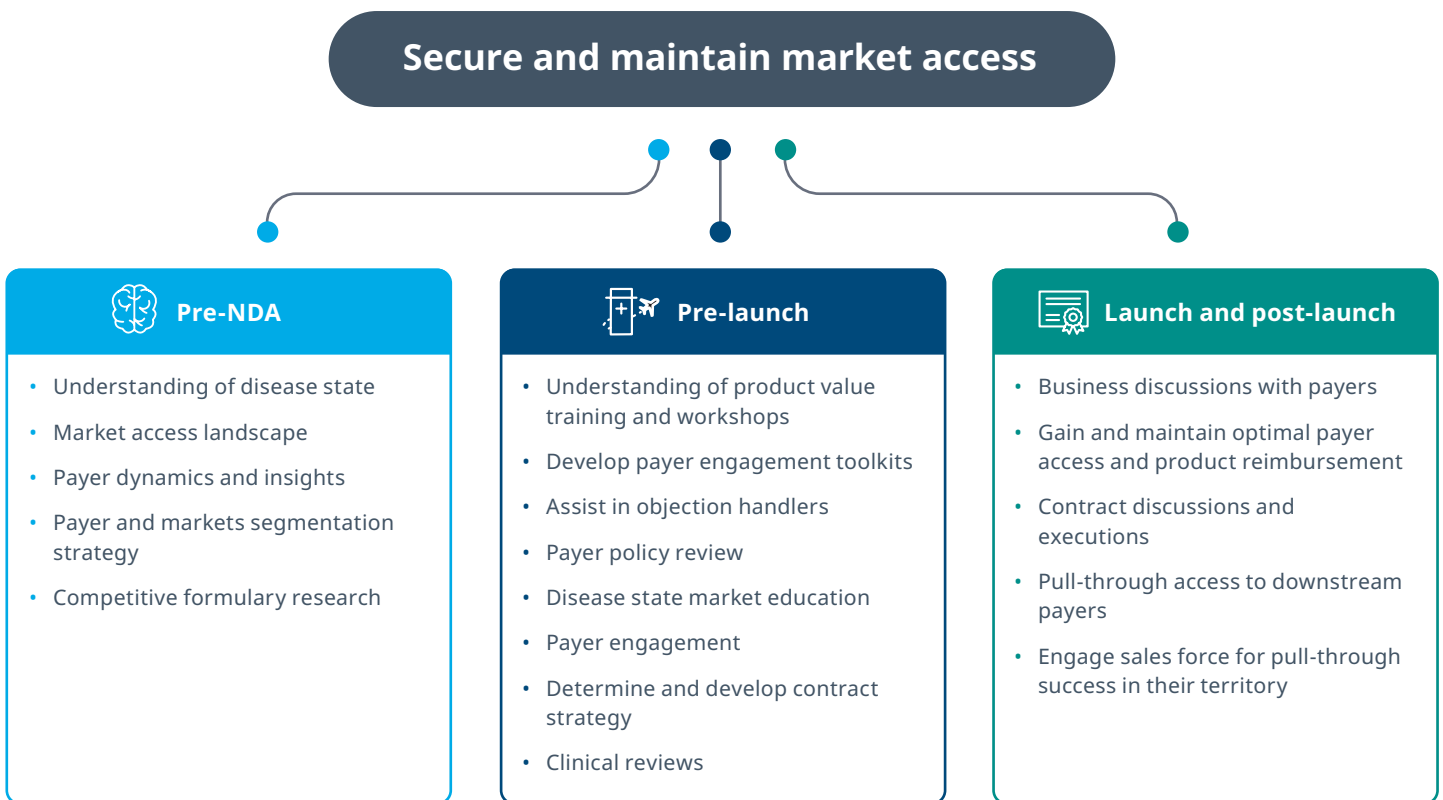 Secure and maintain market access
Pre-NDA
• Understanding of disease state
• Market access landscape
• Payer dynamics and insights
• Payer and markets segmentation
strategy
• Competitive formulary research
Pre-launch
• Understanding of product value
training and workshops
• Develop payer engagement toolkits
• Assist in objection handlers
• Payer policy review
• Disease state market education
• Payer engagement
• Determine and develop contract
strategy
• Clinical reviews
Launch and post-launch
• Business discussions with payers
• Gain and maintain optimal payer
access and product reimbursement
• Contract discussions and
executions
• Pull-through access to downstream
payers
• Engage sales force for pull-through
success in their territory